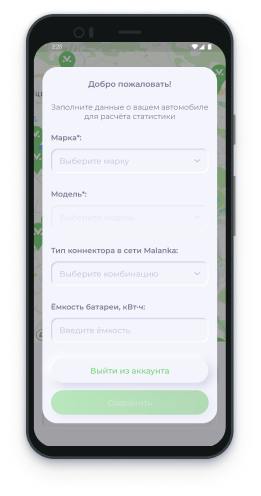 3:25
Добро пожаловать!
Заполните данные о вашем автомобиле
для расчёта статистики
Марка*:
Выберите марку
Модель*:
Выберите модель
Тип коннектора в сети Malanka:
Выберите комбинацию
Ёмкость батареи, кВт·ч:
Введите ёмкость
Выйти из аккаунта
Сохранить